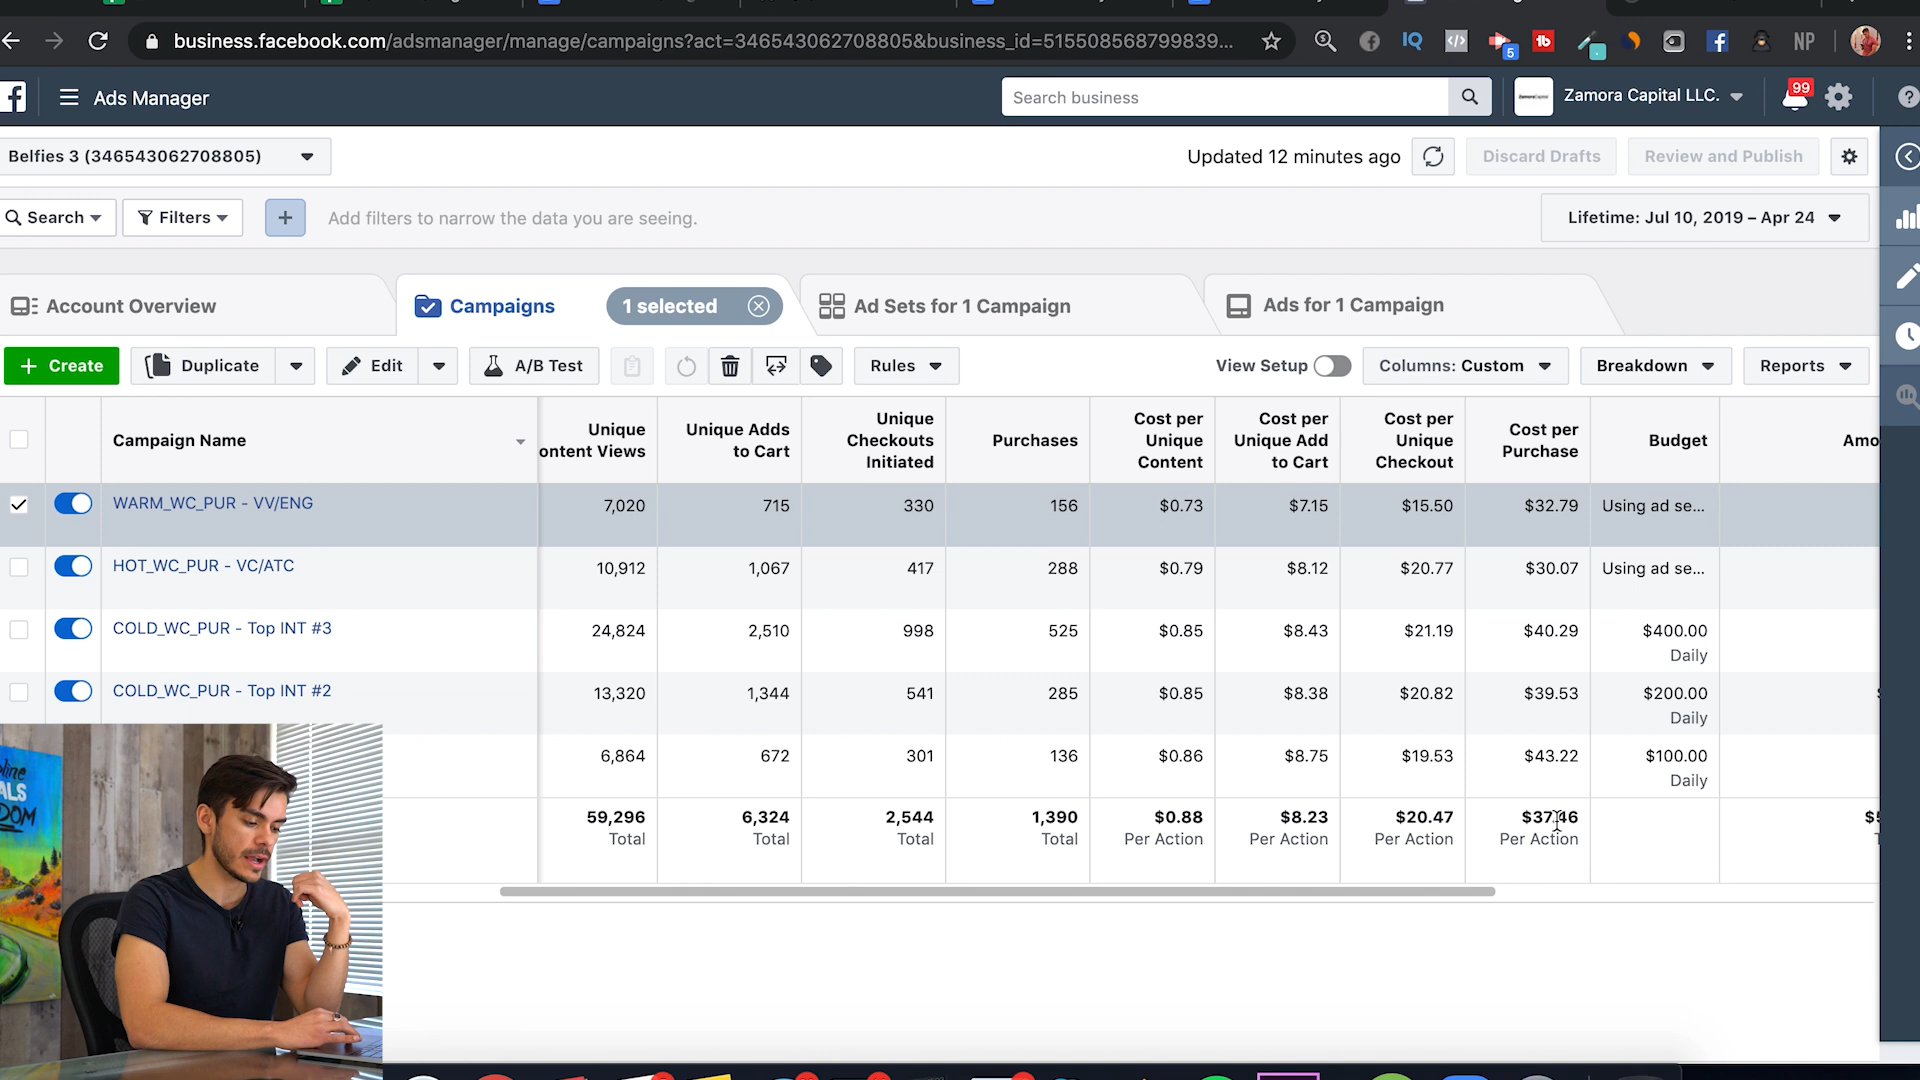 business.facebook.com/adsmanager/manage/campaigns?act=346543062708805&business_id=515508568799839...
5
NP
Ads Manager
Search business
Zamora Capital LLC.
99
Belfies 3 (346543062708805)
Updated 12 minutes ago
Discard Drafts
Review and Publish
Search
Filters
+
Add filters to narrow the data you are seeing.
Lifetime: Jul 10, 2019 – Apr 24
Account Overview
Campaigns
1 selected
Ad Sets for 1 Campaign
Ads for 1 Campaign
+ Create
Duplicate
Edit
A/B Test
Rules
View Setup
Columns: Custom
Breakdown
Reports
Campaign Name
Unique
ontent Views
Unique Adds
to Cart
Unique
Checkouts
Initiated
Purchases
Cost per
Unique
Content
Cost per
Unique Add
to Cart
Cost per
Unique
Checkout
Cost per
Purchase
Budget
Amo
WARM_WC_PUR - VV/ENG 7,020 715 330 156 $0.73 $7.15 $15.50 $32.79 Using ad se...
HOT_WC_PUR - VC/ATC 10,912 1,067 417 288 $0.79 $8.12 $20.77 $30.07 Using ad se...
COLD_WC_PUR - Top INT #3 24,824 2,510 998 525 $0.85 $8.43 $21.19 $40.29 $400.00
Daily
COLD_WC_PUR - Top INT #2 13,320 1,344 541 285 $0.85 $8.38 $20.82 $39.53 $200.00
Daily
6,864 672 301 136 $0.86 $8.75 $19.53 $43.22 $100.00
Daily
59,296 6,324 2,544 1,390 $0.88 $8.23 $20.47 $37.46
Total Total Total Total Per Action Per Action Per Action Per Action